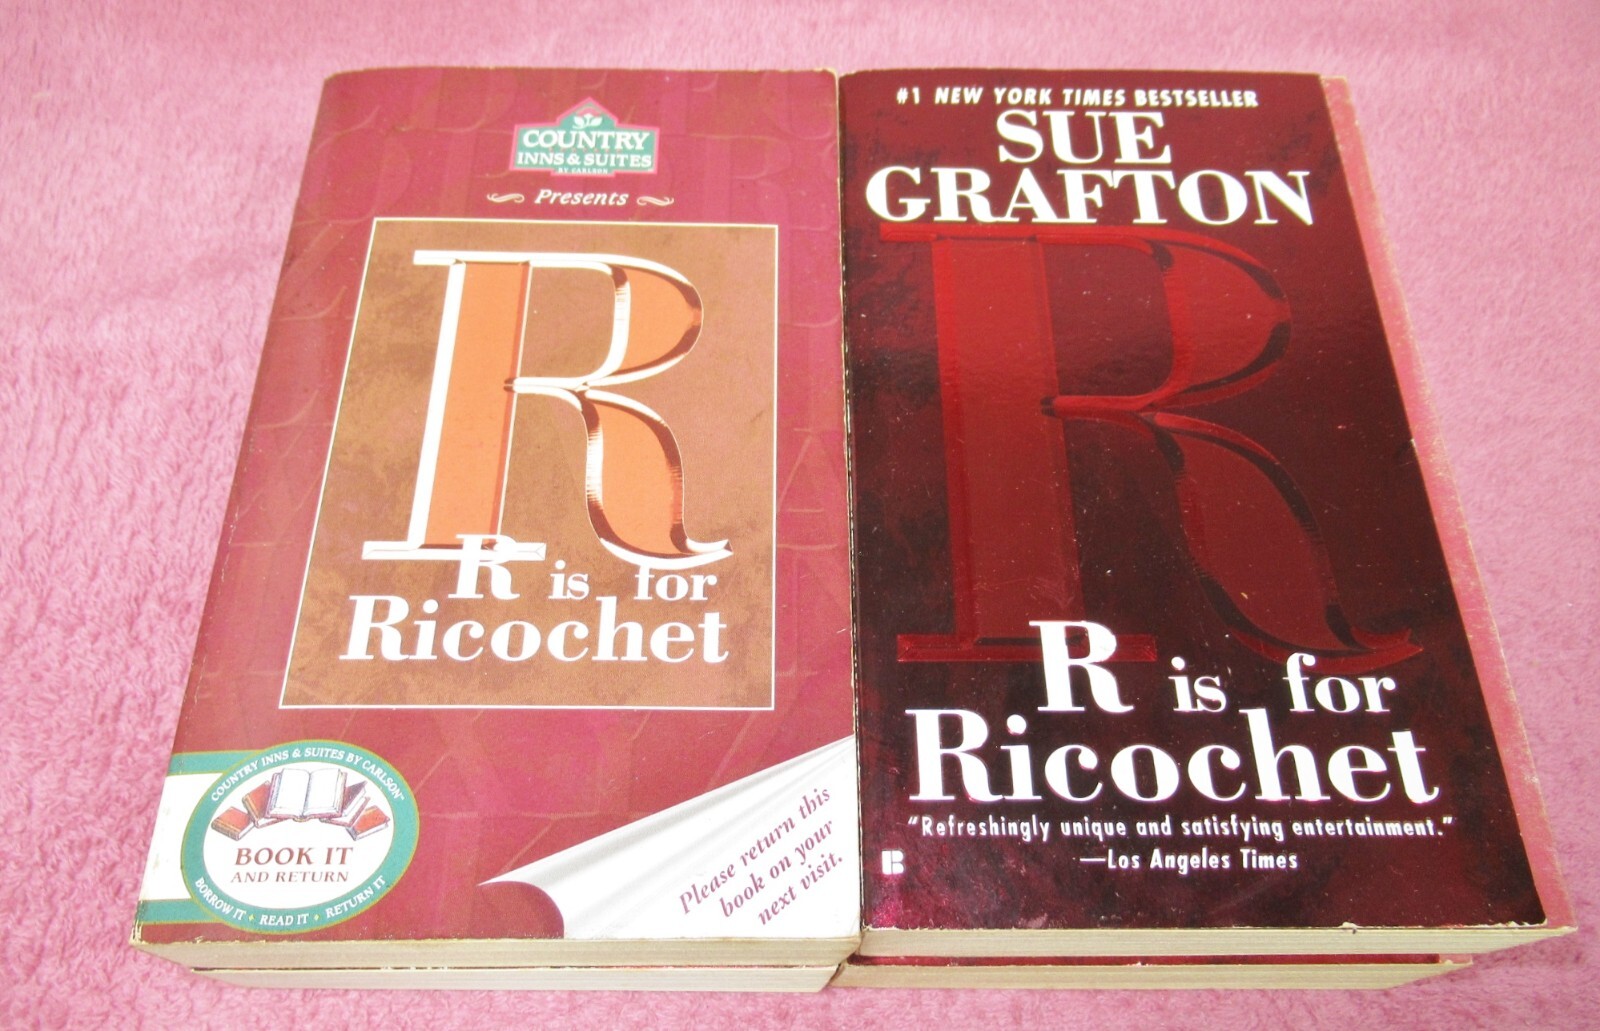 COUNTRY
INNS & SUITES
BY CARLSON
Presents
R
R is for
Ricochet
COUNTRY INNS & SUITES BY CARLSON™
BOOK IT
AND RETURN
BORROW IT • READ IT • RETURN IT
Please return this
book on your
next visit.
#1 NEW YORK TIMES BESTSELLER
SUE
GRAFTON
R
R is for
Ricochet
"Refreshingly unique and satisfying entertainment."
—Los Angeles Times
B